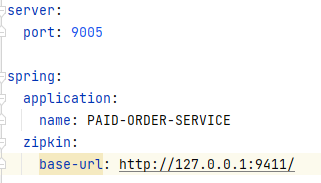 server:
  port: 9005

spring:
  application:
    name: PAID-ORDER-SERVICE
  zipkin:
    base-url: http://127.0.0.1:9411/